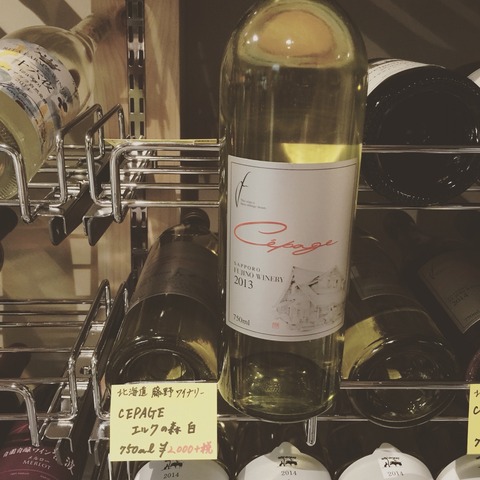 Cepage
SAPPORO
FUJINO WINERY
2013
750ml
北海道 藤野ワイナリー
CEPAGE
エルクの森 白
750ml ¥2,000+税
MERLOT
2014
2014
2014